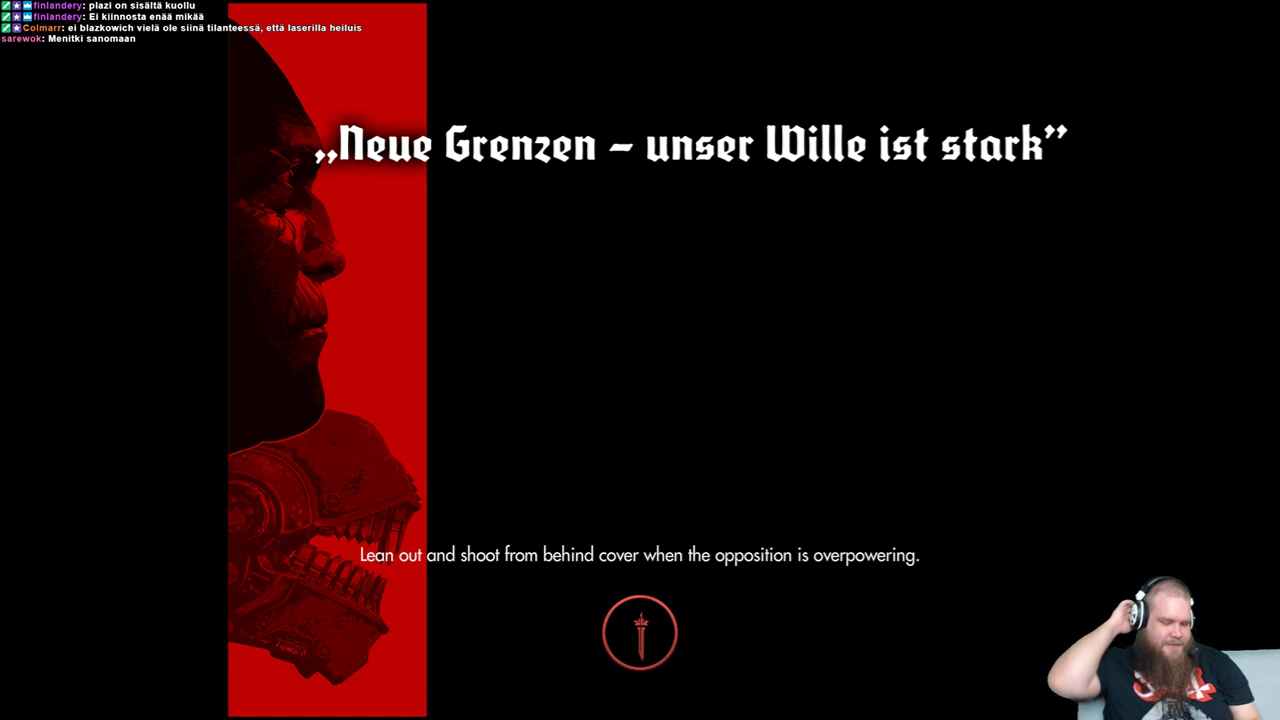 finlandery: plazi on sisältä kuollu
finlandery: Ei kiinnosta enää mikää
Colmarr: ei blazkowich vielä ole siinä tilanteessä, että laserilla heiluis
sarewok: Menitki sanomaan
„Neue Grenzen – unser Wille ist stark”
Lean out and shoot from behind cover when the opposition is overpowering.